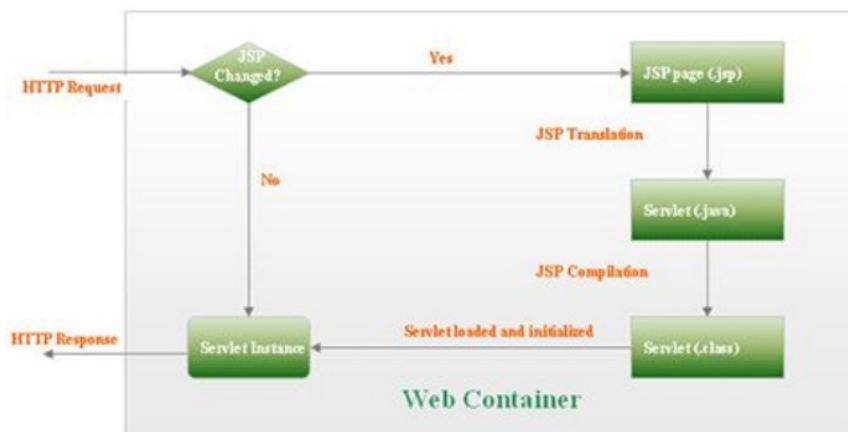 JSP
Changed?
Yes
JSP page (.jsp)
HTTP Request
JSP Translation
No
Servlet (.java)
JSP Compilation
HTTP Response
Servlet loaded and initialized
Servlet Instance
Servlet (.class)
Web Container